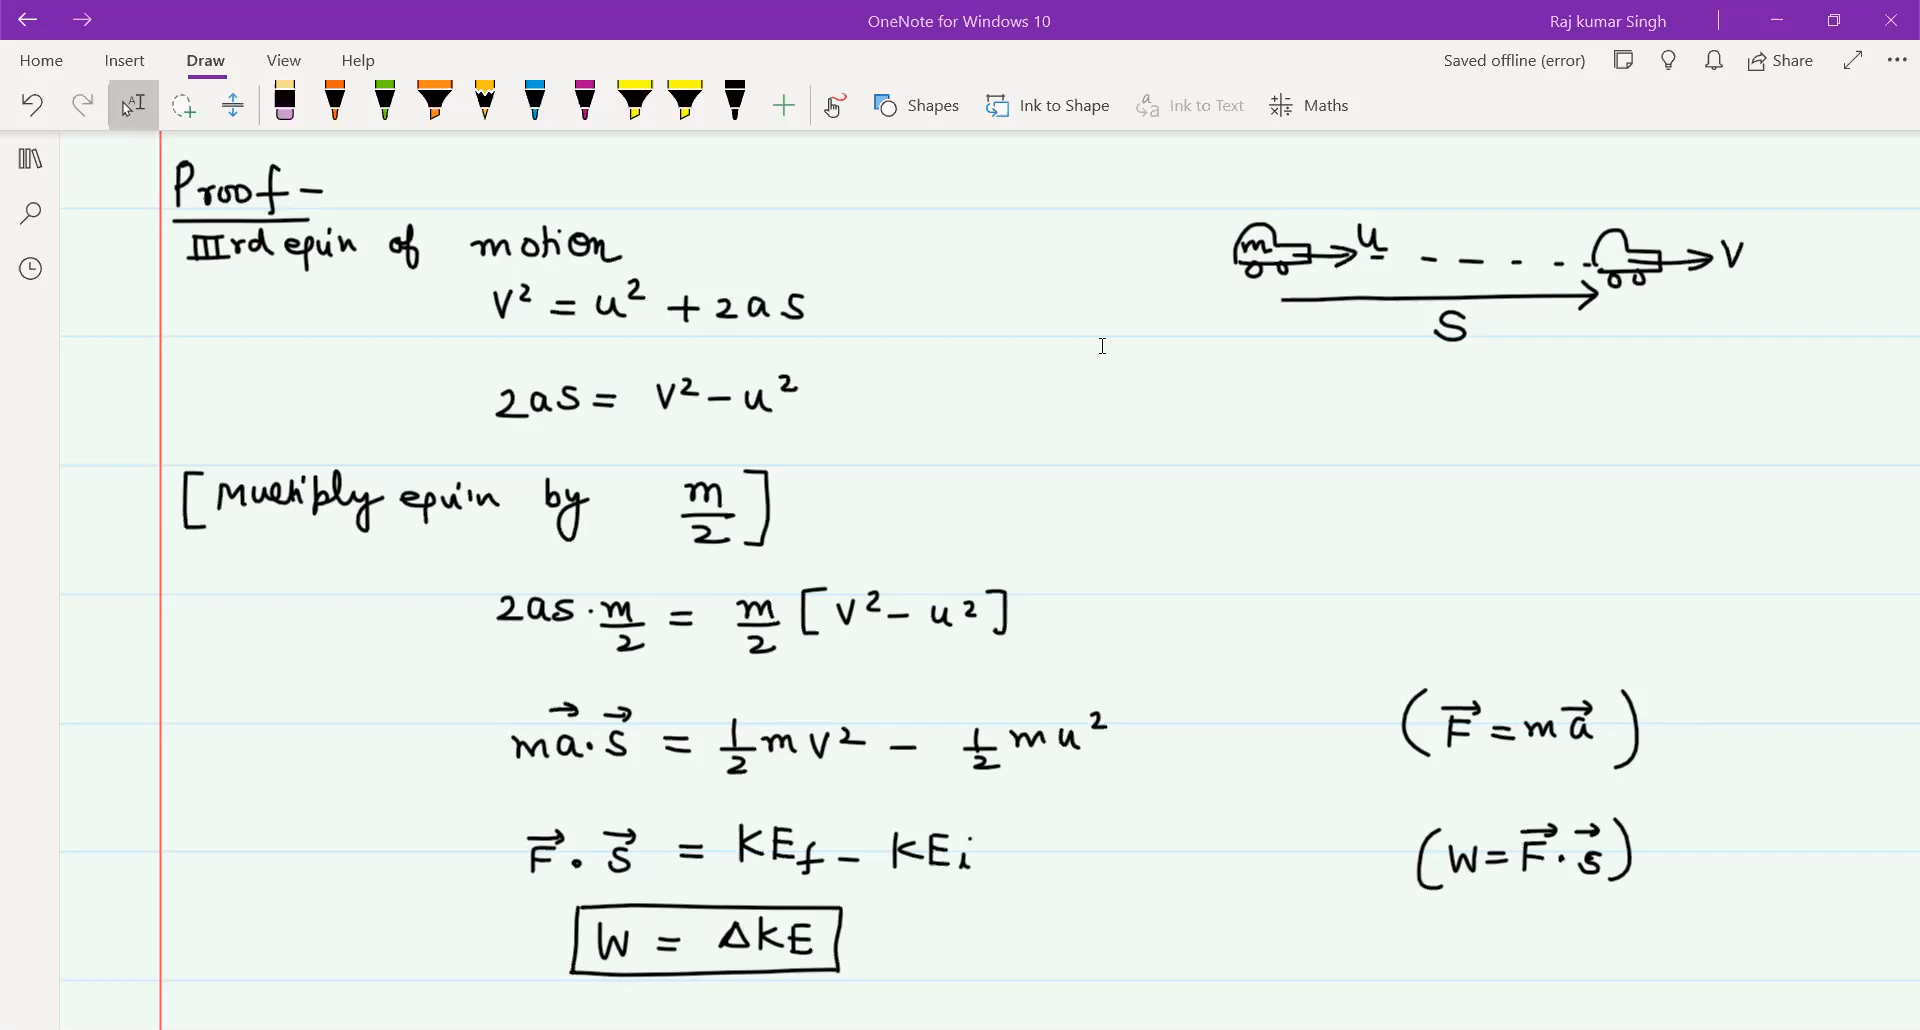 OneNote for Windows 10
Raj kumar Singh
Home Insert Draw View Help
Saved offline (error) Share
Shapes Ink to Shape Ink to Text Maths
Proof -
IIIrd equ'n of motion
m u v
V² = u² + 2as
S
2as = V² - u²
[Multiply equ'n by m/2]
2as · m/2 = m/2 [V² - u²]
ma⃗ · s⃗ = 1/2 mv² - 1/2 mu² (F⃗ = ma⃗)
F⃗ · s⃗ = KEf - KEi (W = F⃗ · s⃗)
W = ΔKE